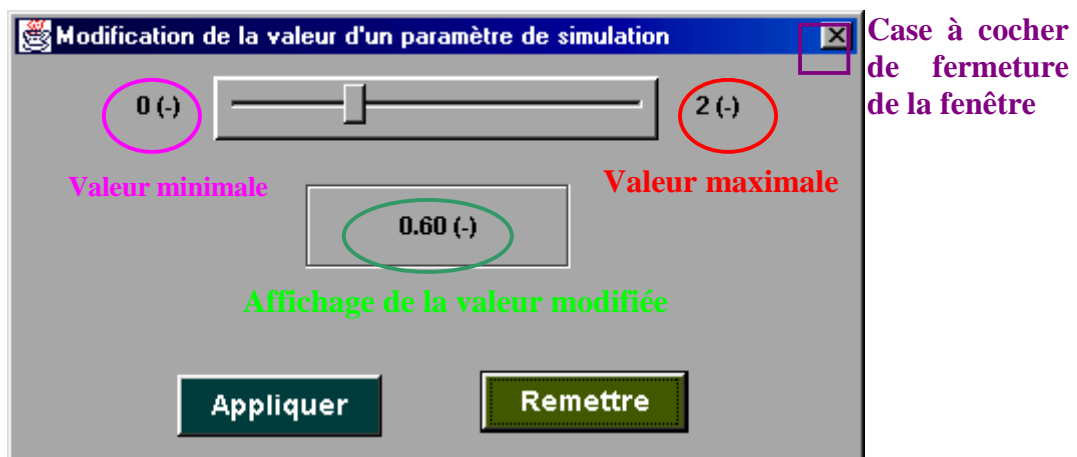 Modification de la valeur d'un paramètre de simulation
Case à cocher
de fermeture
de la fenêtre
0 (-)
2 (-)
Valeur minimale
Valeur maximale
0.60 (-)
Affichage de la valeur modifiée
Appliquer
Remettre